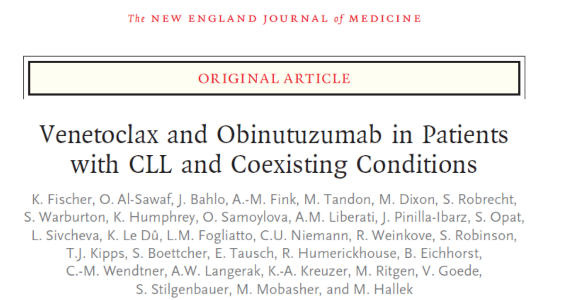 The NEW ENGLAND JOURNAL of MEDICINE
ORIGINAL ARTICLE
Venetoclax and Obinutuzumab in Patients
with CLL and Coexisting Conditions
K. Fischer, O. Al-Sawaf, J. Bahlo, A.-M. Fink, M. Tandon, M. Dixon, S. Robrecht,
S. Warburton, K. Humphrey, O. Samoylova, A.M. Liberati, J. Pinilla-Ibarz, S. Opat,
L. Sivcheva, K. Le Dû, L.M. Fogliatto, C.U. Niemann, R. Weinkove, S. Robinson,
T.J. Kipps, S. Boettcher, E. Tausch, R. Humerickhouse, B. Eichhorst,
C.-M. Wendtner, A.W. Langerak, K.-A. Kreuzer, M. Ritgen, V. Goede,
S. Stilgenbauer, M. Mobasher, and M. Hallek